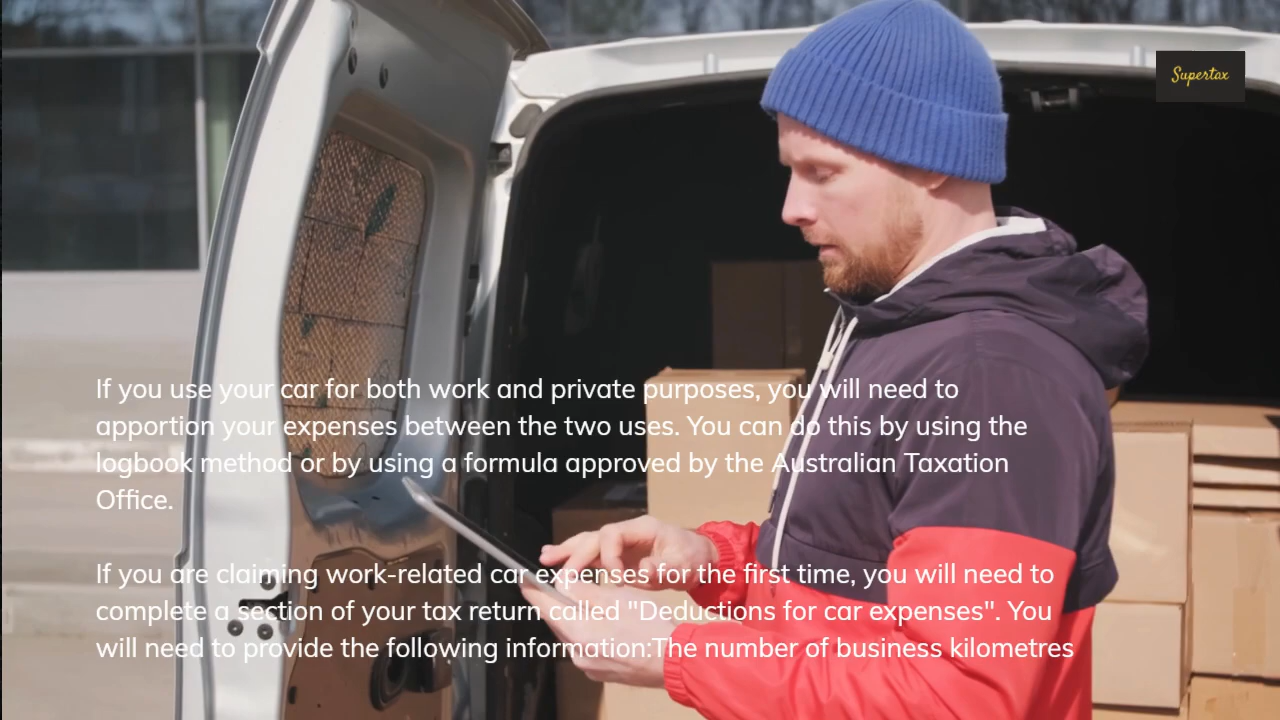 Supertax
If you use your car for both work and private purposes, you will need to
apportion your expenses between the two uses. You can do this by using the
logbook method or by using a formula approved by the Australian Taxation
Office.
If you are claiming work-related car expenses for the first time, you will need to
complete a section of your tax return called "Deductions for car expenses". You
will need to provide the following information:The number of business kilometres